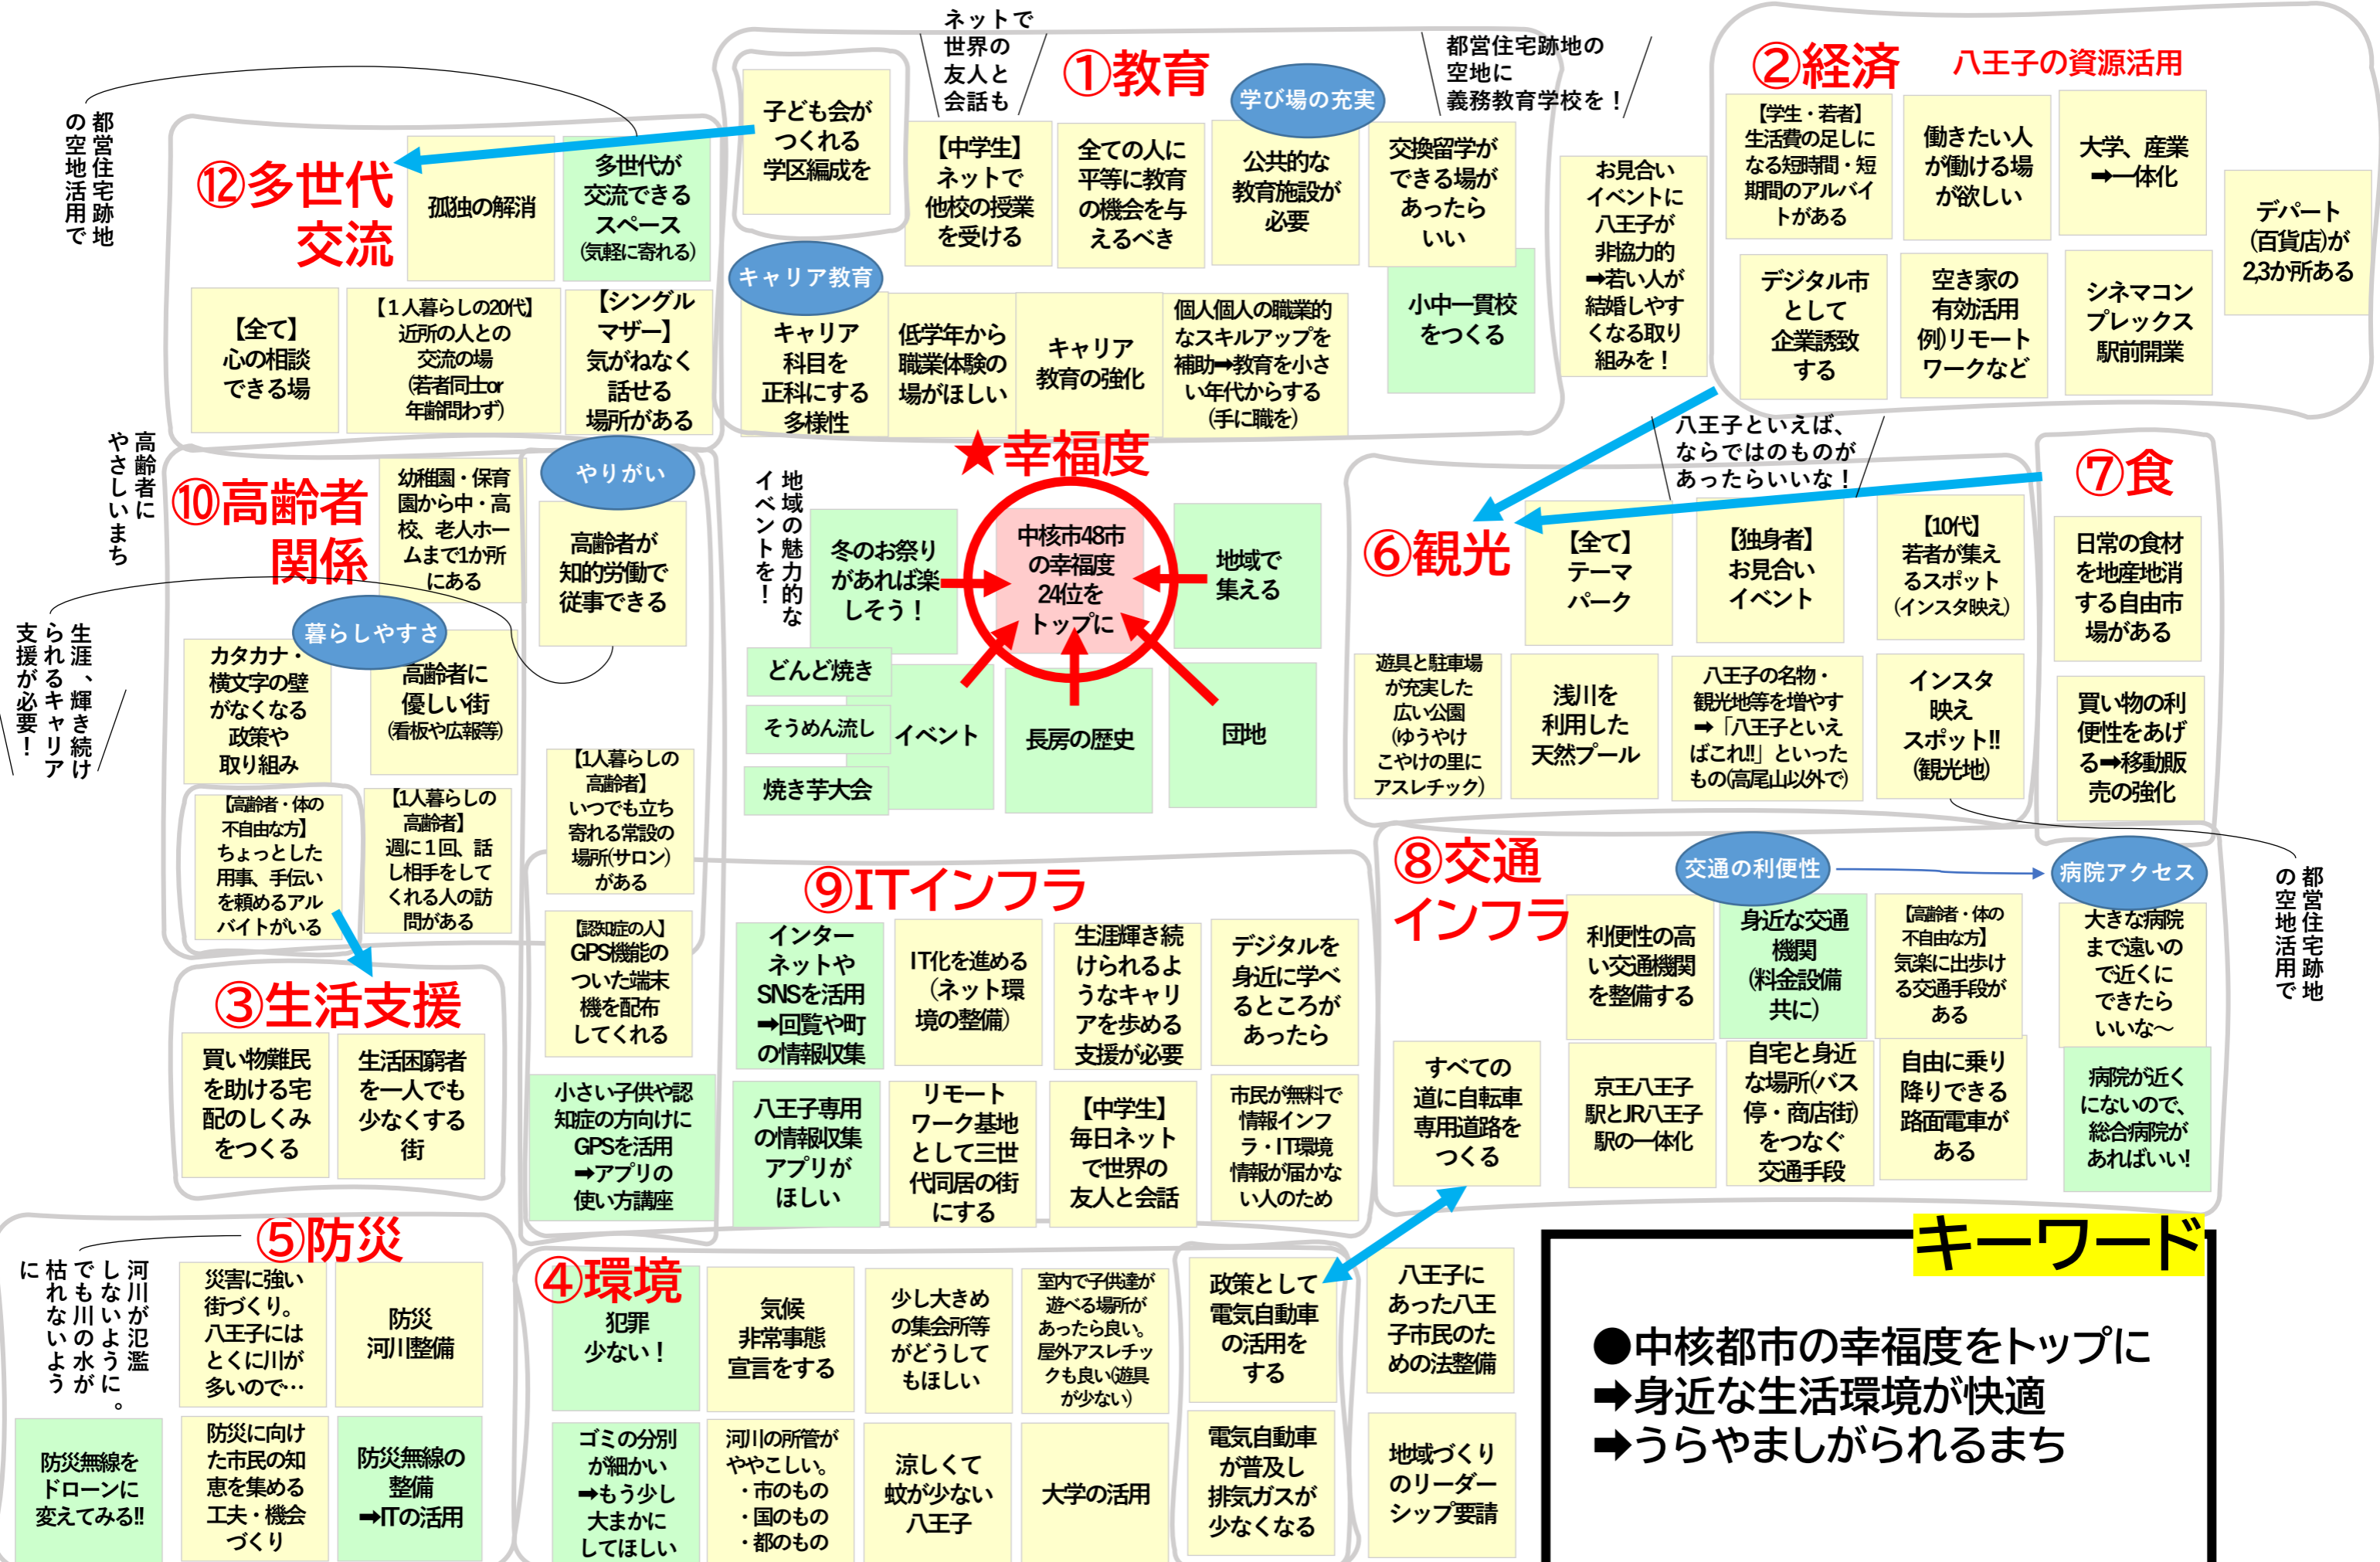 ネットで
世界の
友人と
会話も
①教育
学び場の充実
都営住宅跡地の
空地に
義務教育学校を！
子ども会が
つくれる
学区編成を
【中学生】
ネットで
他校の授業
を受ける
全ての人に
平等に教育
の機会を与
えるべき
公共的な
教育施設が
必要
交換留学が
できる場が
あったら
いい
小中一貫校
をつくる
キャリア教育
キャリア
科目を
正科にする
多様性
低学年から
職業体験の
場がほしい
キャリア
教育の強化
個人個人の職業的
なスキルアップを
補助➡教育を小さ
い年代からする
(手に職を)
お見合い
イベントに
八王子が
非協力的
➡若い人が
結婚しやす
くなる取り
組みを！
②経済
八王子の資源活用
【学生・若者】
生活費の足しに
なる短時間・短
期間のアルバイ
トがある
働きたい人
が働ける場
が欲しい
大学、産業
➡一体化
デパート
(百貨店)が
2,3か所ある
デジタル市
として
企業誘致
する
空き家の
有効活用
例)リモート
ワークなど
シネマコン
プレックス
駅前開業
都営住宅跡地
の空地活用で
⑫多世代
交流
孤独の解消
多世代が
交流できる
スペース
(気軽に寄れる)
【全て】
心の相談
できる場
【１人暮らしの20代】
近所の人との
交流の場
(若者同士or
年齢問わず)
【シングル
マザー】
気がねなく
話せる
場所がある
高齢者に
やさしいまち
⑩高齢者
関係
幼稚園・保育
園から中・高
校、老人ホー
ムまで1か所
にある
やりがい
高齢者が
知的労働で
従事できる
生涯、輝き続け
られるキャリア
支援が必要！
暮らしやすさ
カタカナ・
横文字の壁
がなくなる
政策や
取り組み
高齢者に
優しい街
(看板や広報等)
【高齢者・体の
不自由な方】
ちょっとした
用事、手伝い
を頼めるアル
バイトがいる
【1人暮らしの
高齢者】
週に１回、話
し相手をして
くれる人の訪
問がある
【1人暮らしの
高齢者】
いつでも立ち
寄れる常設の
場所(サロン)
がある
【認知症の人】
GPS機能の
ついた端末
機を配布
してくれる
小さい子供や認
知症の方向けに
GPSを活用
➡アプリの
使い方講座
★幸福度
地域の魅力的な
イベントを！
中核市48市
の幸福度
24位を
トップに
冬のお祭り
があれば楽
しそう！
地域で
集える
どんど焼き
そうめん流し
焼き芋大会
イベント
長房の歴史
団地
八王子といえば、
ならではのものが
あったらいいな！
⑥観光
【全て】
テーマ
パーク
【独身者】
お見合い
イベント
【10代】
若者が集え
るスポット
(インスタ映え)
遊具と駐車場
が充実した
広い公園
(ゆうやけ
こやけの里に
アスレチック)
浅川を
利用した
天然プール
八王子の名物・
観光地等を増やす
➡「八王子といえ
ばこれ!!」といった
もの(高尾山以外で)
インスタ
映え
スポット!!
(観光地)
都営住宅跡地
の空地活用で
⑦食
日常の食材
を地産地消
する自由市
場がある
買い物の利
便性をあげ
る➡移動販
売の強化
⑧交通
インフラ
交通の利便性
病院アクセス
利便性の高
い交通機関
を整備する
身近な交通
機関
(料金設備
共に)
【高齢者・体の
不自由な方】
気楽に出歩け
る交通手段が
ある
大きな病院
まで遠いの
で近くに
できたら
いいな～
すべての
道に自転車
専用道路を
つくる
京王八王子
駅とJR八王子
駅の一体化
自宅と身近
な場所(バス
停・商店街)
をつなぐ
交通手段
自由に乗り
降りできる
路面電車が
ある
病院が近く
にないので、
総合病院が
あればいい!
⑨ITインフラ
インター
ネットや
SNSを活用
➡回覧や町
の情報収集
IT化を進める
（ネット環
境の整備）
生涯輝き続
けられるよ
うなキャリ
アを歩める
支援が必要
デジタルを
身近に学べ
るところが
あったら
八王子専用
の情報収集
アプリが
ほしい
リモート
ワーク基地
として三世
代同居の街
にする
【中学生】
毎日ネット
で世界の
友人と会話
市民が無料で
情報インフ
ラ・IT環境
情報が届かな
い人のため
③生活支援
買い物難民
を助ける宅
配のしくみ
をつくる
生活困窮者
を一人でも
少なくする
街
⑤防災
河川が氾濫
しないように。
でも川の水が
枯れないよう
に
災害に強い
街づくり。
八王子には
とくに川が
多いので…
防災
河川整備
防災無線を
ドローンに
変えてみる!!
防災に向け
た市民の知
恵を集める
工夫・機会
づくり
防災無線の
整備
➡ITの活用
④環境
犯罪
少ない！
気候
非常事態
宣言をする
少し大きめ
の集会所等
がどうして
もほしい
室内で子供達が
遊べる場所が
あったら良い。
屋外アスレチッ
クも良い(遊具
が少ない)
政策として
電気自動車
の活用を
する
ゴミの分別
が細かい
➡もう少し
大まかに
してほしい
河川の所管が
ややこしい。
・市のもの
・国のもの
・都のもの
涼しくて
蚊が少ない
八王子
大学の活用
電気自動車
が普及し
排気ガスが
少なくなる
八王子に
あった八王
子市民のた
めの法整備
地域づくり
のリーダー
シップ要請
キーワード
●中核都市の幸福度をトップに
➡身近な生活環境が快適
➡うらやましがられるまち